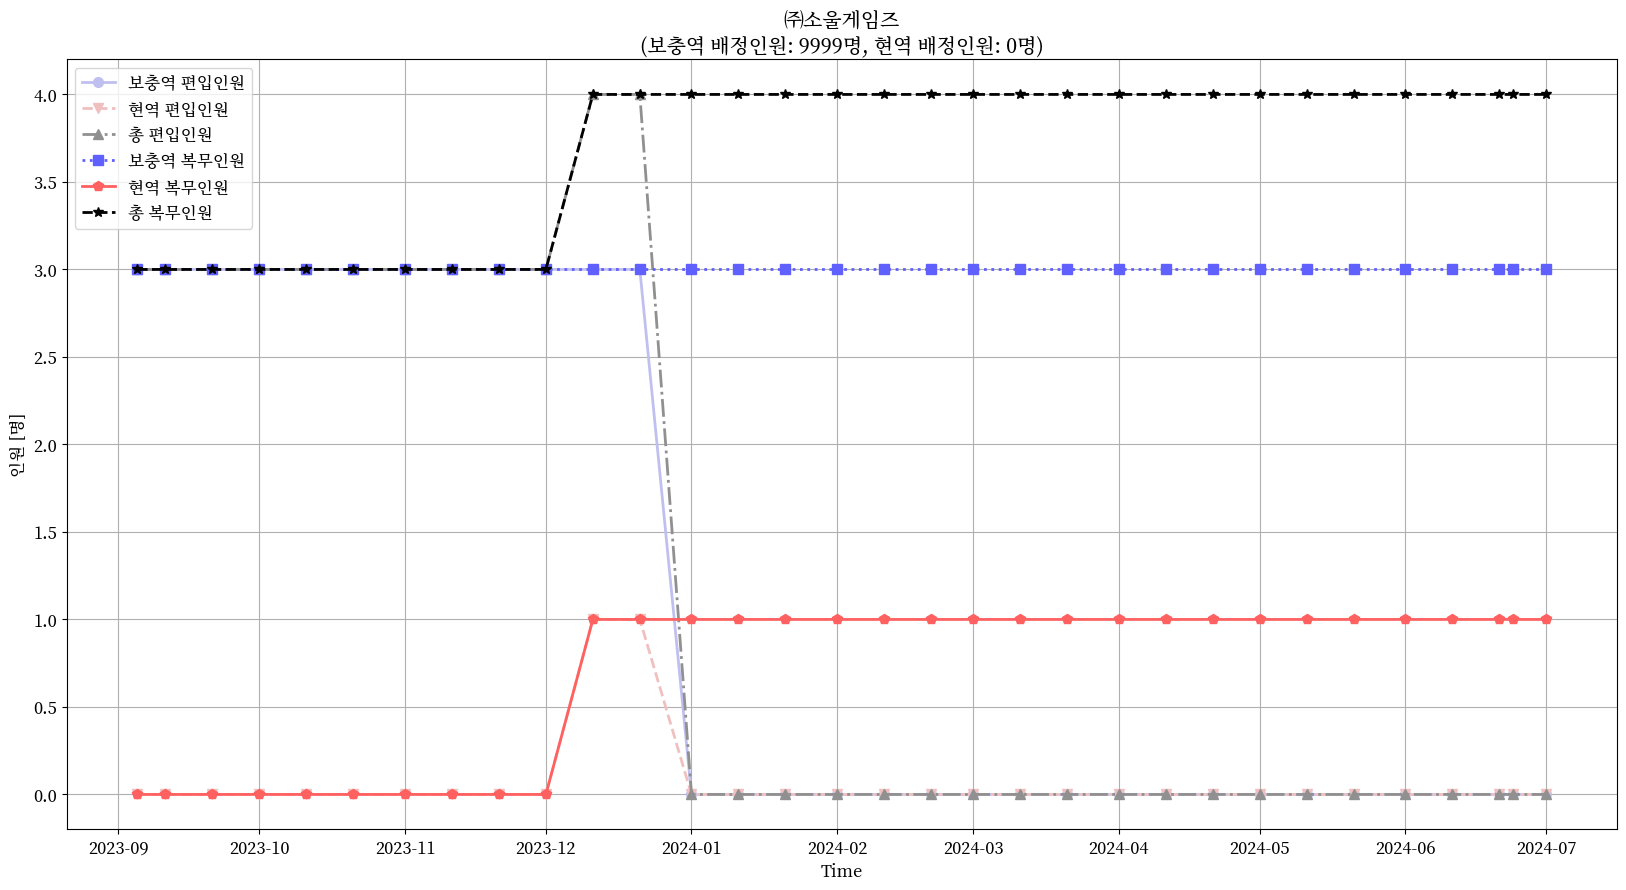 ㈜소울게임즈
(보충역 배정인원: 9999명, 현역 배정인원: 0명)
보충역 편입인원
현역 편입인원
총 편입인원
보충역 복무인원
현역 복무인원
총 복무인원
4.0
3.5
3.0
2.5
2.0
1.5
1.0
0.5
0.0
인원 [명]
2023-09 2023-10 2023-11 2023-12 2024-01 2024-02 2024-03 2024-04 2024-05 2024-06 2024-07
Time